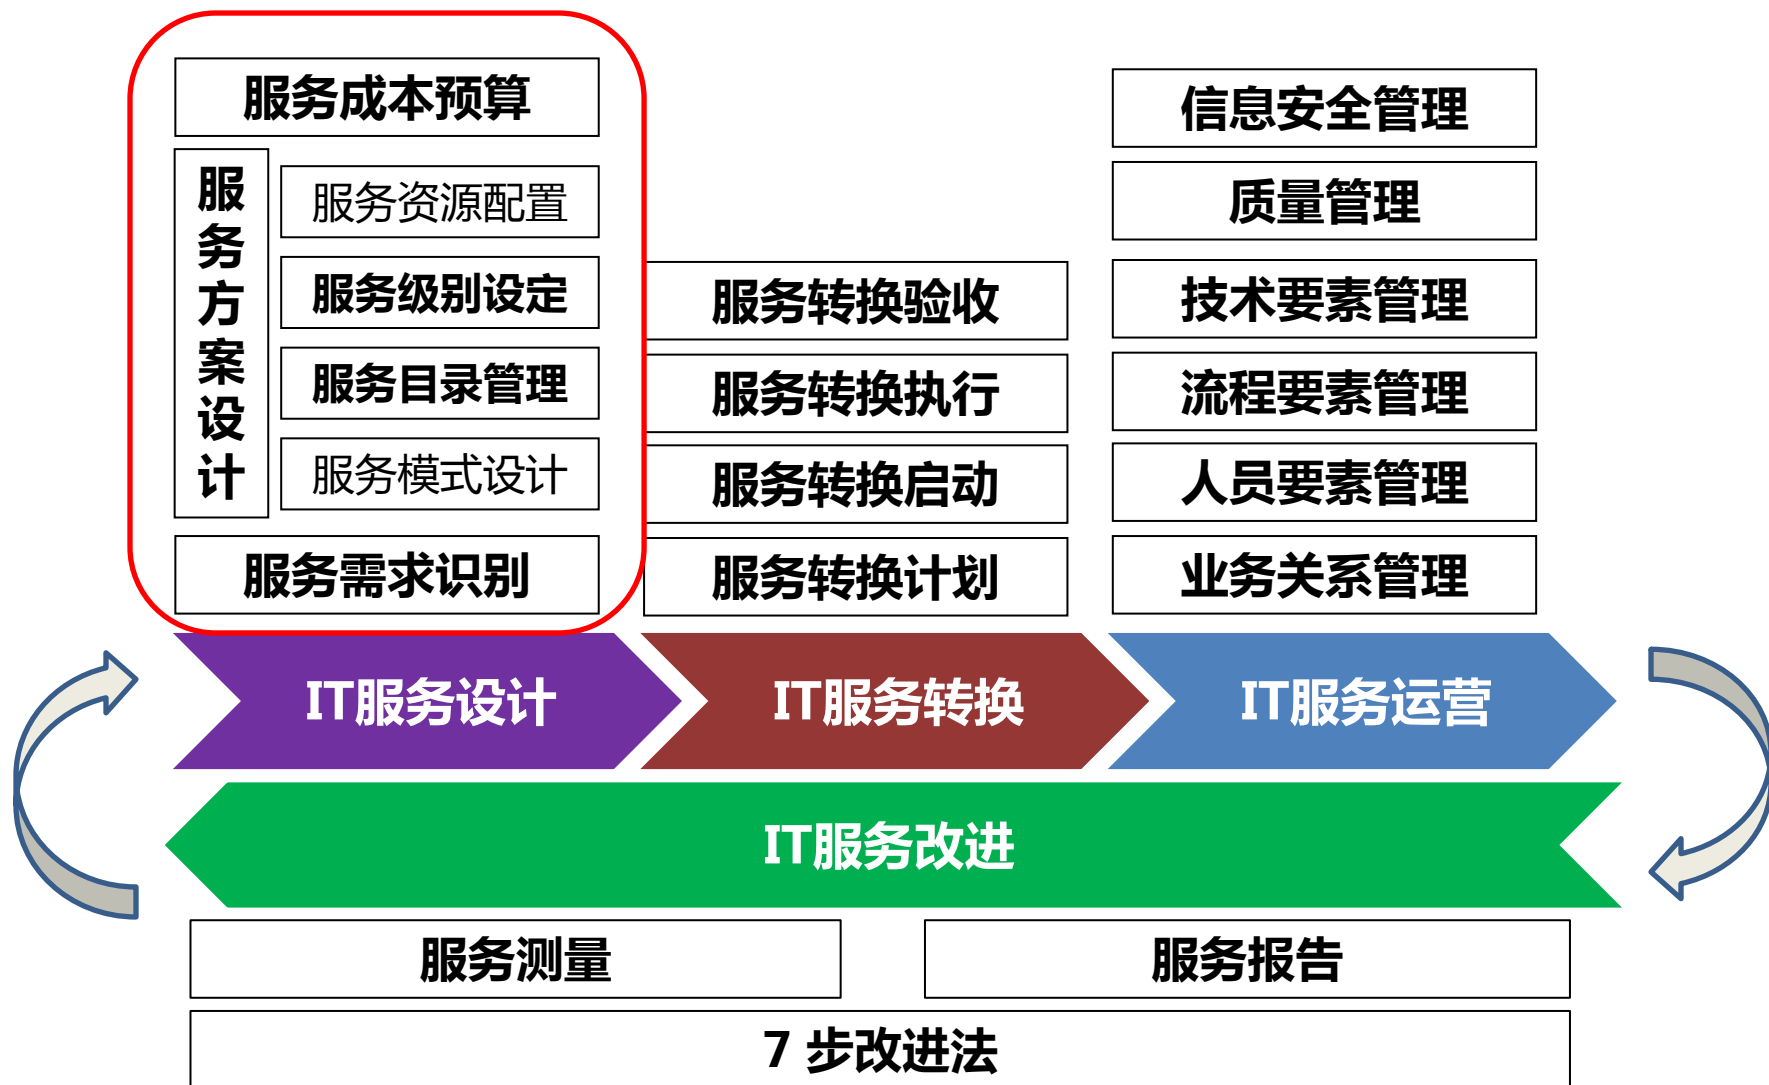 服务成本预算
服务方案设计
服务资源配置
服务级别设定
服务目录管理
服务模式设计
服务需求识别
服务转换验收
服务转换执行
服务转换启动
服务转换计划
信息安全管理
质量管理
技术要素管理
流程要素管理
人员要素管理
业务关系管理
IT服务设计
IT服务转换
IT服务运营
IT服务改进
服务测量
服务报告
7 步改进法